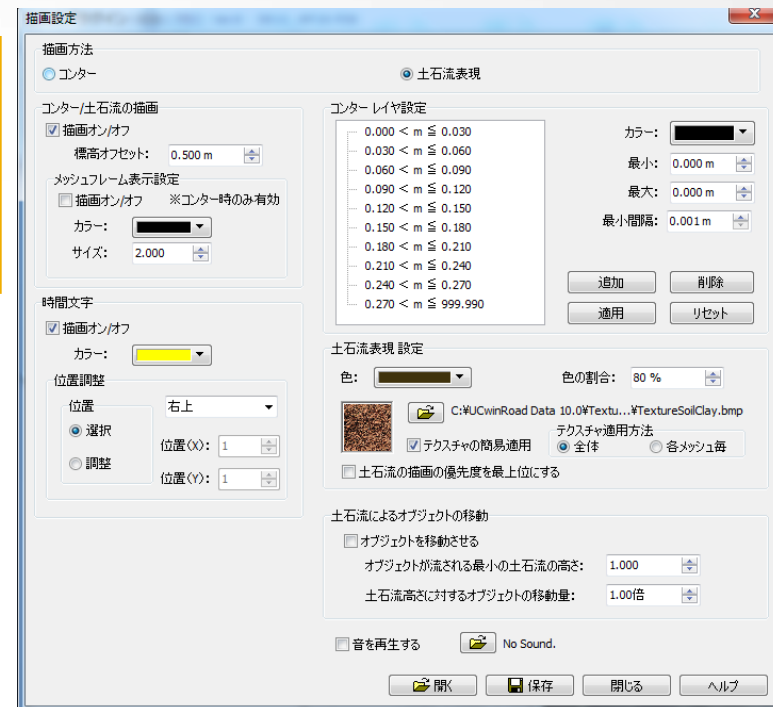 描画設定
描画方法
コンター
土石流表現
コンター/土石流の描画
描画オン/オフ
標高オフセット: 0.500 m
メッシュフレーム表示設定
描画オン/オフ ※コンター時のみ有効
カラー:
サイズ: 2.000
時間文字
描画オン/オフ
カラー:
位置調整
位置
右上
選択
調整
位置(X): 1
位置(Y): 1
コンター レイヤ設定
0.000 < m ≦ 0.030
0.030 < m ≦ 0.060
0.060 < m ≦ 0.090
0.090 < m ≦ 0.120
0.120 < m ≦ 0.150
0.150 < m ≦ 0.180
0.180 < m ≦ 0.210
0.210 < m ≦ 0.240
0.240 < m ≦ 0.270
0.270 < m ≦ 999.990
カラー:
最小: 0.000 m
最大: 0.000 m
最小間隔: 0.001 m
追加 削除
適用 リセット
土石流表現 設定
色: 色の割合: 80 %
C:¥UCwinRoad Data 10.0¥Textu...¥TextureSoilClay.bmp
テクスチャの簡易適用
テクスチャ適用方法
全体 各メッシュ毎
土石流の描画の優先度を最上位にする
土石流によるオブジェクトの移動
オブジェクトを移動させる
オブジェクトが流される最小の土石流の高さ: 1.000
土石流高さに対するオブジェクトの移動量: 1.00倍
音を再生する No Sound.
開く 保存 閉じる ヘルプ